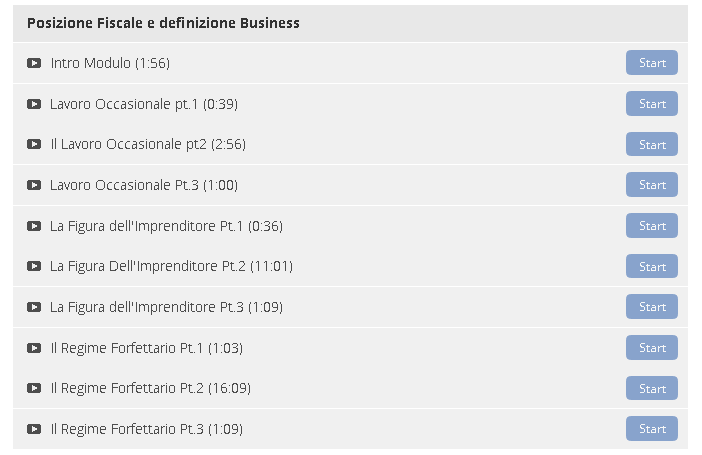 Posizione Fiscale e definizione Business
Intro Modulo (1:56) Start
Lavoro Occasionale pt.1 (0:39) Start
Il Lavoro Occasionale pt2 (2:56) Start
Lavoro Occasionale Pt.3 (1:00) Start
La Figura dell'Imprenditore Pt.1 (0:36) Start
La Figura Dell'Imprenditore Pt.2 (11:01) Start
La Figura dell'Imprenditore Pt.3 (1:09) Start
Il Regime Forfettario Pt.1 (1:03) Start
Il Regime Forfettario Pt.2 (16:09) Start
Il Regime Forfettario Pt.3 (1:09) Start